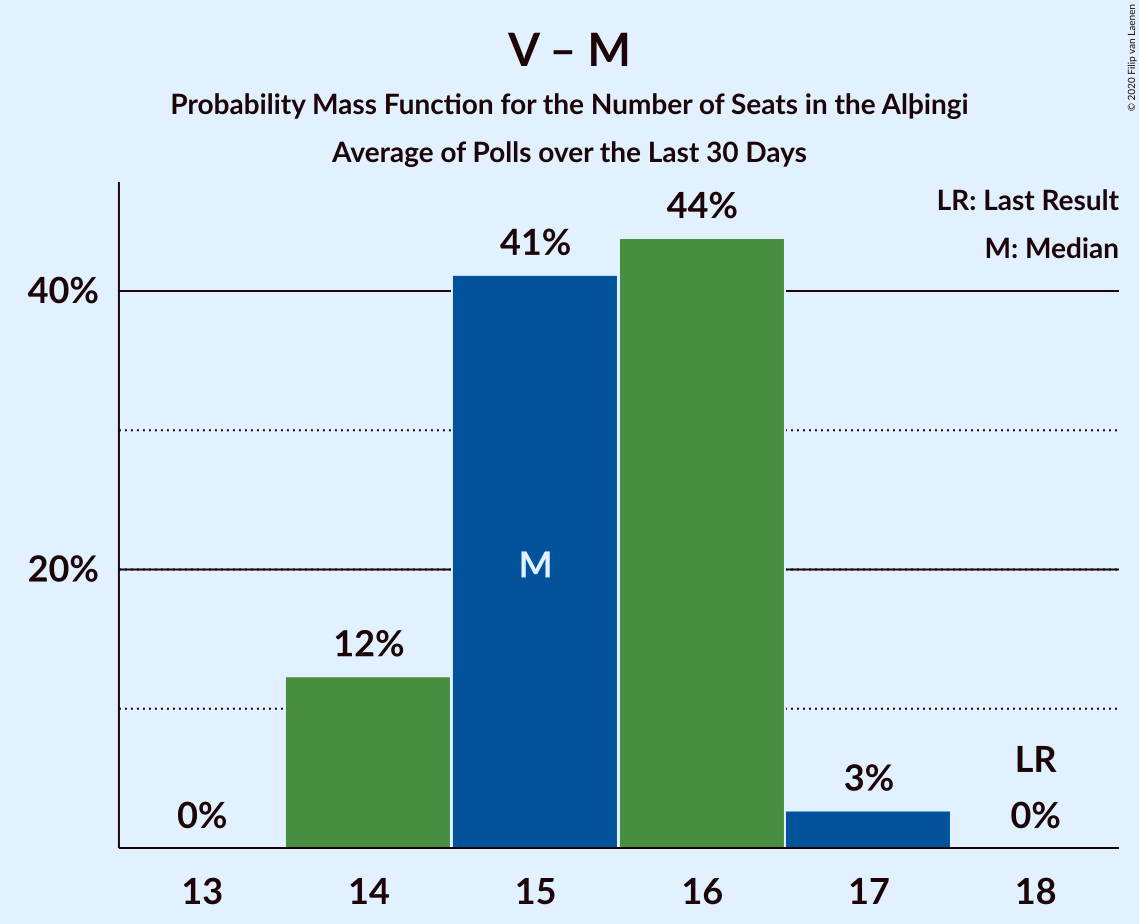 V – M
Probability Mass Function for the Number of Seats in the Alþingi
Average of Polls over the Last 30 Days
© 2020 Filip van Laenen
LR: Last Result
M: Median
44%
41%
40%
M
20%
12%
LR
3%
0%
0%
13 14 15 16 17 18